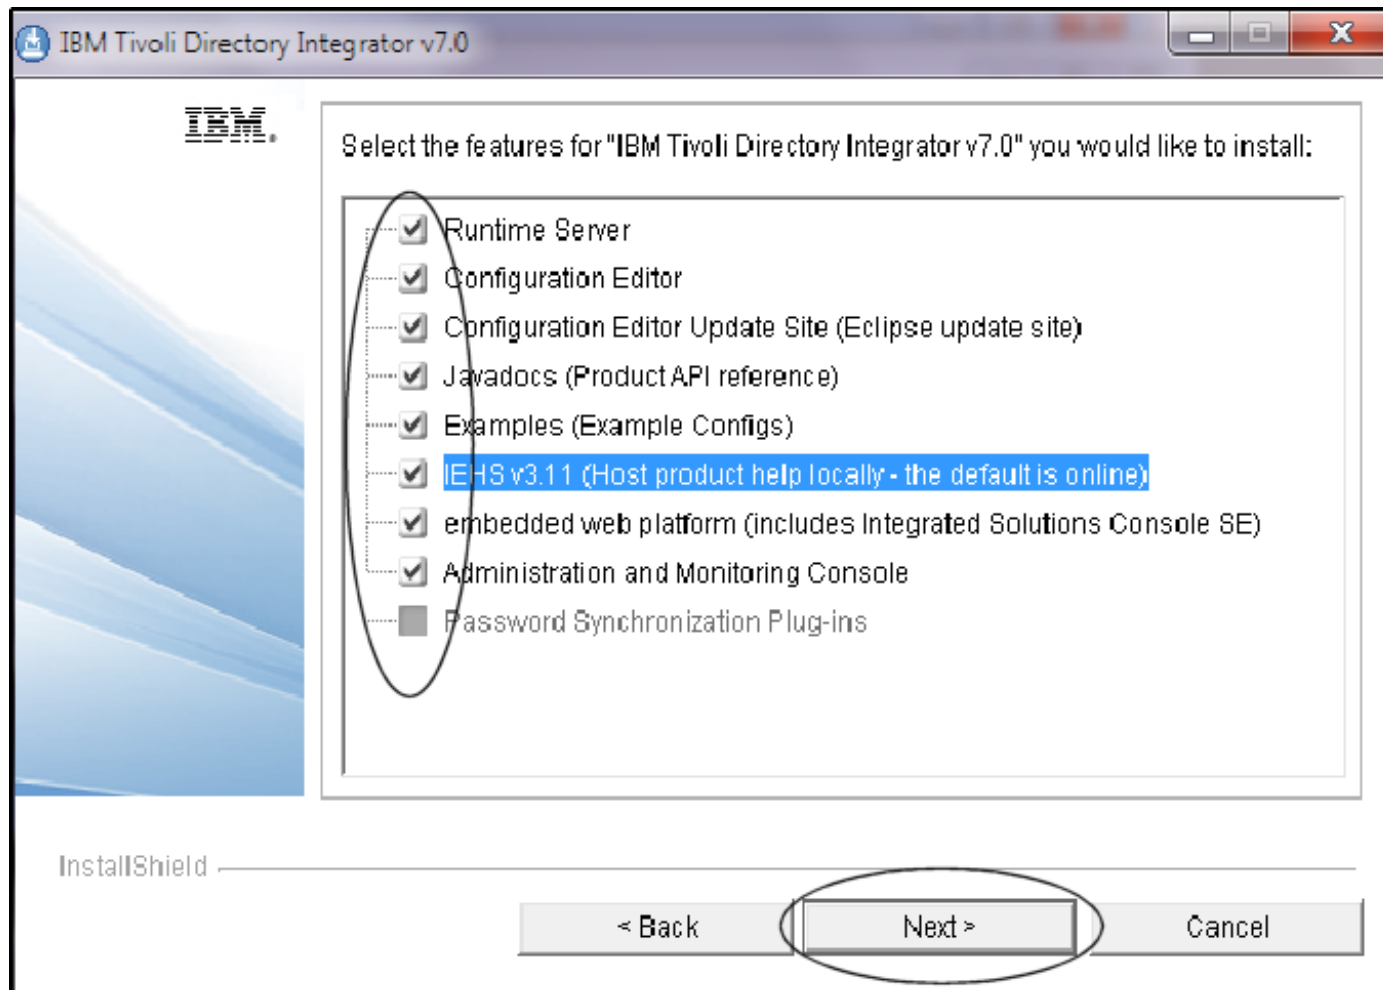 IBM Tivoli Directory Integrator v7.0
IBM.
Select the features for "IBM Tivoli Directory Integrator v7.0" you would like to install:
Runtime Server
Configuration Editor
Configuration Editor Update Site (Eclipse update site)
Javadocs (Product API reference)
Examples (Example Configs)
IEHS v3.11 (Host product help locally - the default is online)
embedded web platform (includes Integrated Solutions Console SE)
Administration and Monitoring Console
Password Synchronization Plug-ins
InstallShield
< Back
Next >
Cancel